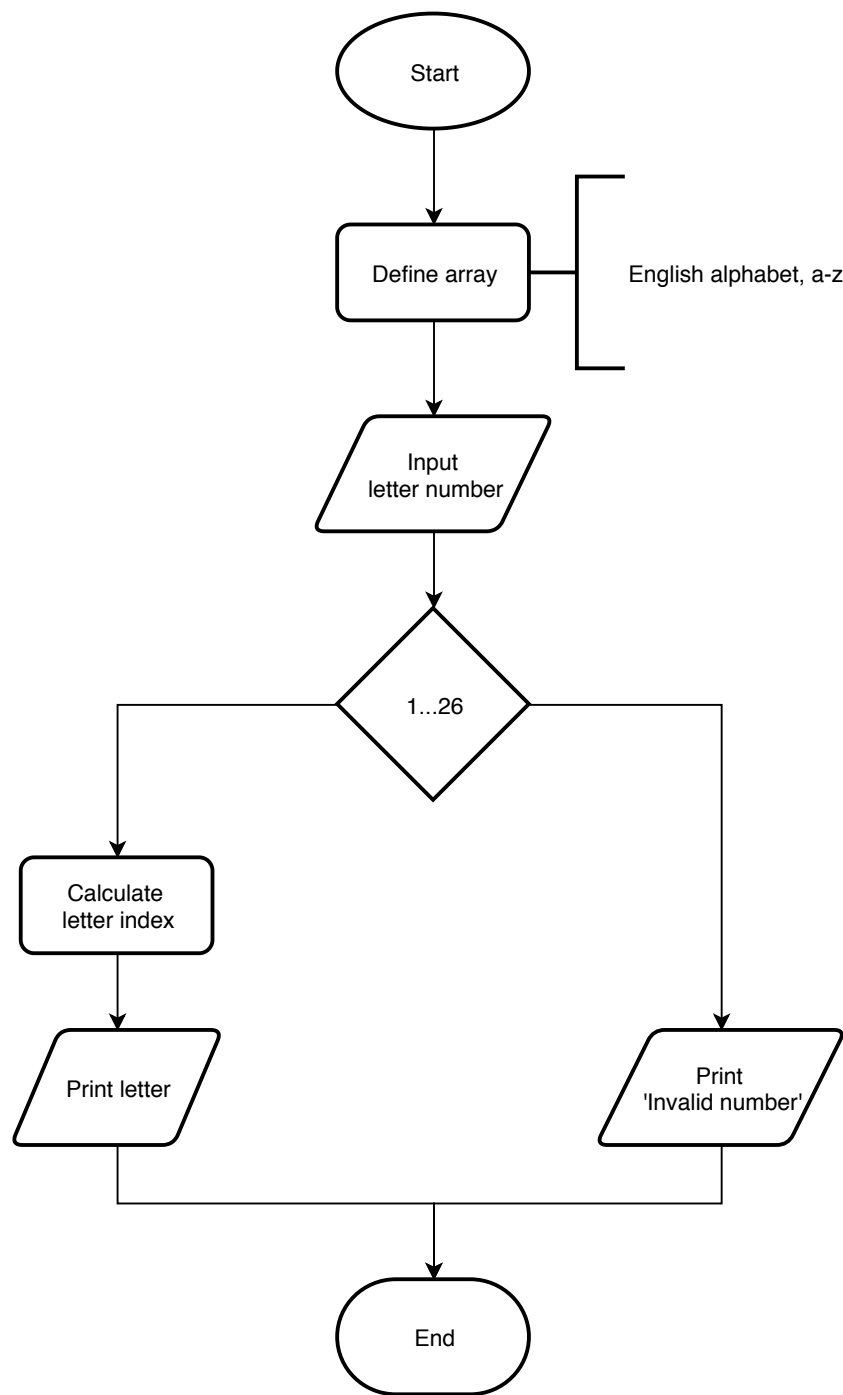 Start
Define array
English alphabet, a-z
Input
letter number
1...26
Calculate
letter index
Print letter
Print
'Invalid number'
End